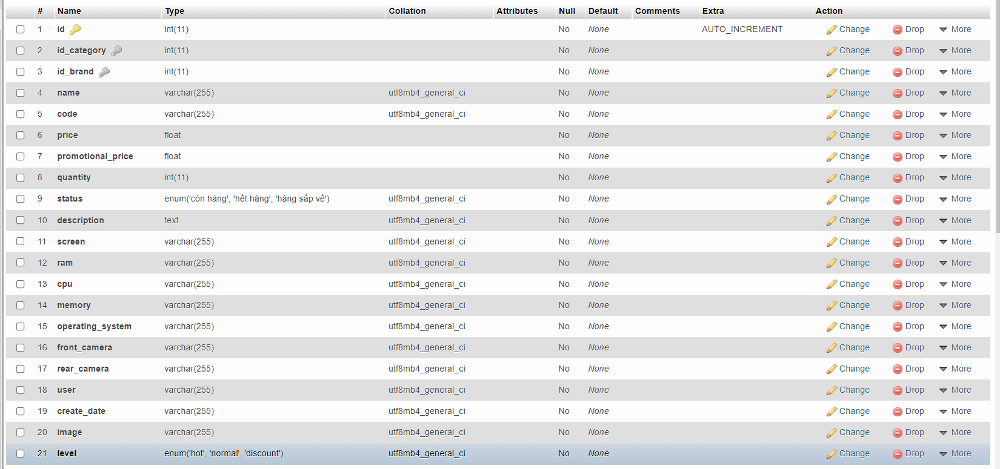 # Name Type Collation Attributes Null Default Comments Extra Action
1 id int(11) No None AUTO_INCREMENT Change Drop More
2 id_category int(11) No None Change Drop More
3 id_brand int(11) No None Change Drop More
4 name varchar(255) utf8mb4_general_ci No None Change Drop More
5 code varchar(255) utf8mb4_general_ci No None Change Drop More
6 price float No None Change Drop More
7 promotional_price float No None Change Drop More
8 quantity int(11) No None Change Drop More
9 status enum('còn hàng', 'hết hàng', 'hàng sắp về') utf8mb4_general_ci No None Change Drop More
10 description text utf8mb4_general_ci No None Change Drop More
11 screen varchar(255) utf8mb4_general_ci No None Change Drop More
12 ram varchar(255) utf8mb4_general_ci No None Change Drop More
13 cpu varchar(255) utf8mb4_general_ci No None Change Drop More
14 memory varchar(255) utf8mb4_general_ci No None Change Drop More
15 operating_system varchar(255) utf8mb4_general_ci No None Change Drop More
16 front_camera varchar(255) utf8mb4_general_ci No None Change Drop More
17 rear_camera varchar(255) utf8mb4_general_ci No None Change Drop More
18 user varchar(255) utf8mb4_general_ci No None Change Drop More
19 create_date varchar(255) utf8mb4_general_ci No None Change Drop More
20 image varchar(255) utf8mb4_general_ci No None Change Drop More
21 level enum('hot', 'normal', 'discount') utf8mb4_general_ci No None Change Drop More